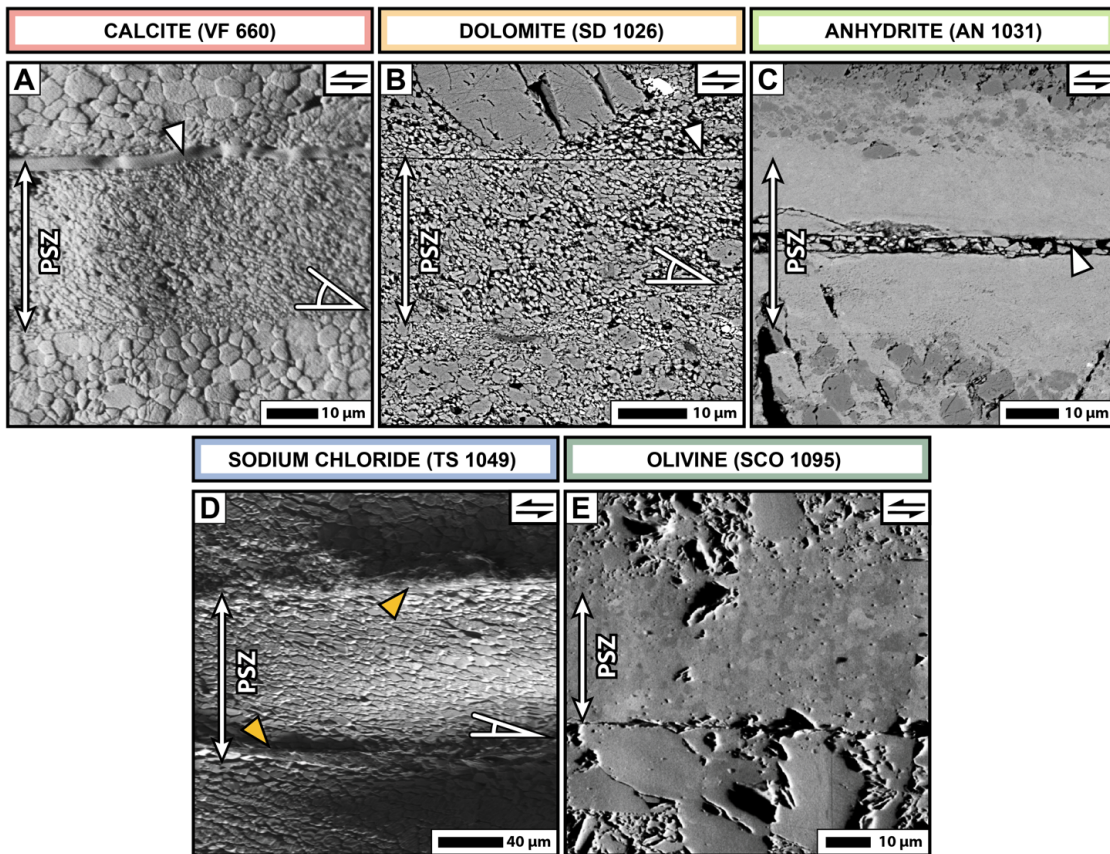 CALCITE (VF 660)
DOLOMITE (SD 1026)
ANHYDRITE (AN 1031)
A
PSZ
10 µm
B
PSZ
10 µm
C
PSZ
10 µm
SODIUM CHLORIDE (TS 1049)
OLIVINE (SCO 1095)
D
PSZ
40 µm
E
PSZ
10 µm